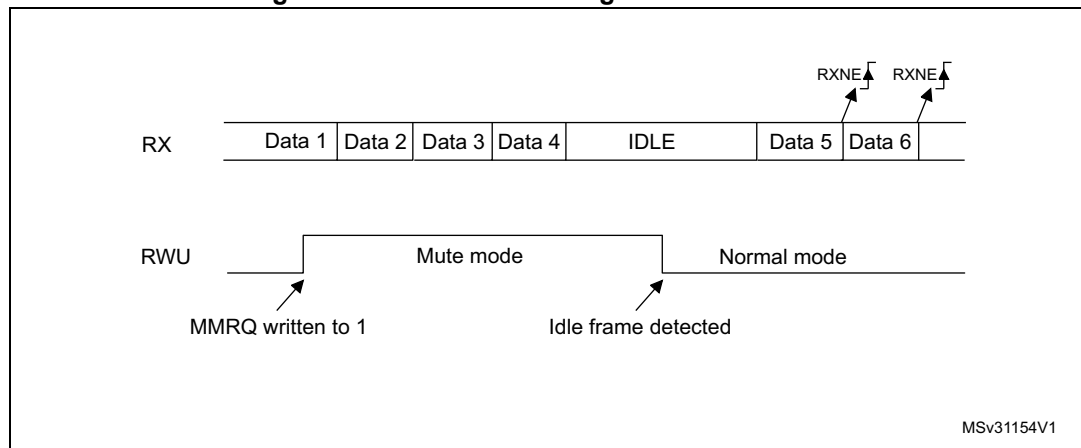 RXNE RXNE
RX Data 1 Data 2 Data 3 Data 4 IDLE Data 5 Data 6
RWU Mute mode Normal mode
MMRQ written to 1 Idle frame detected
MSv31154V1